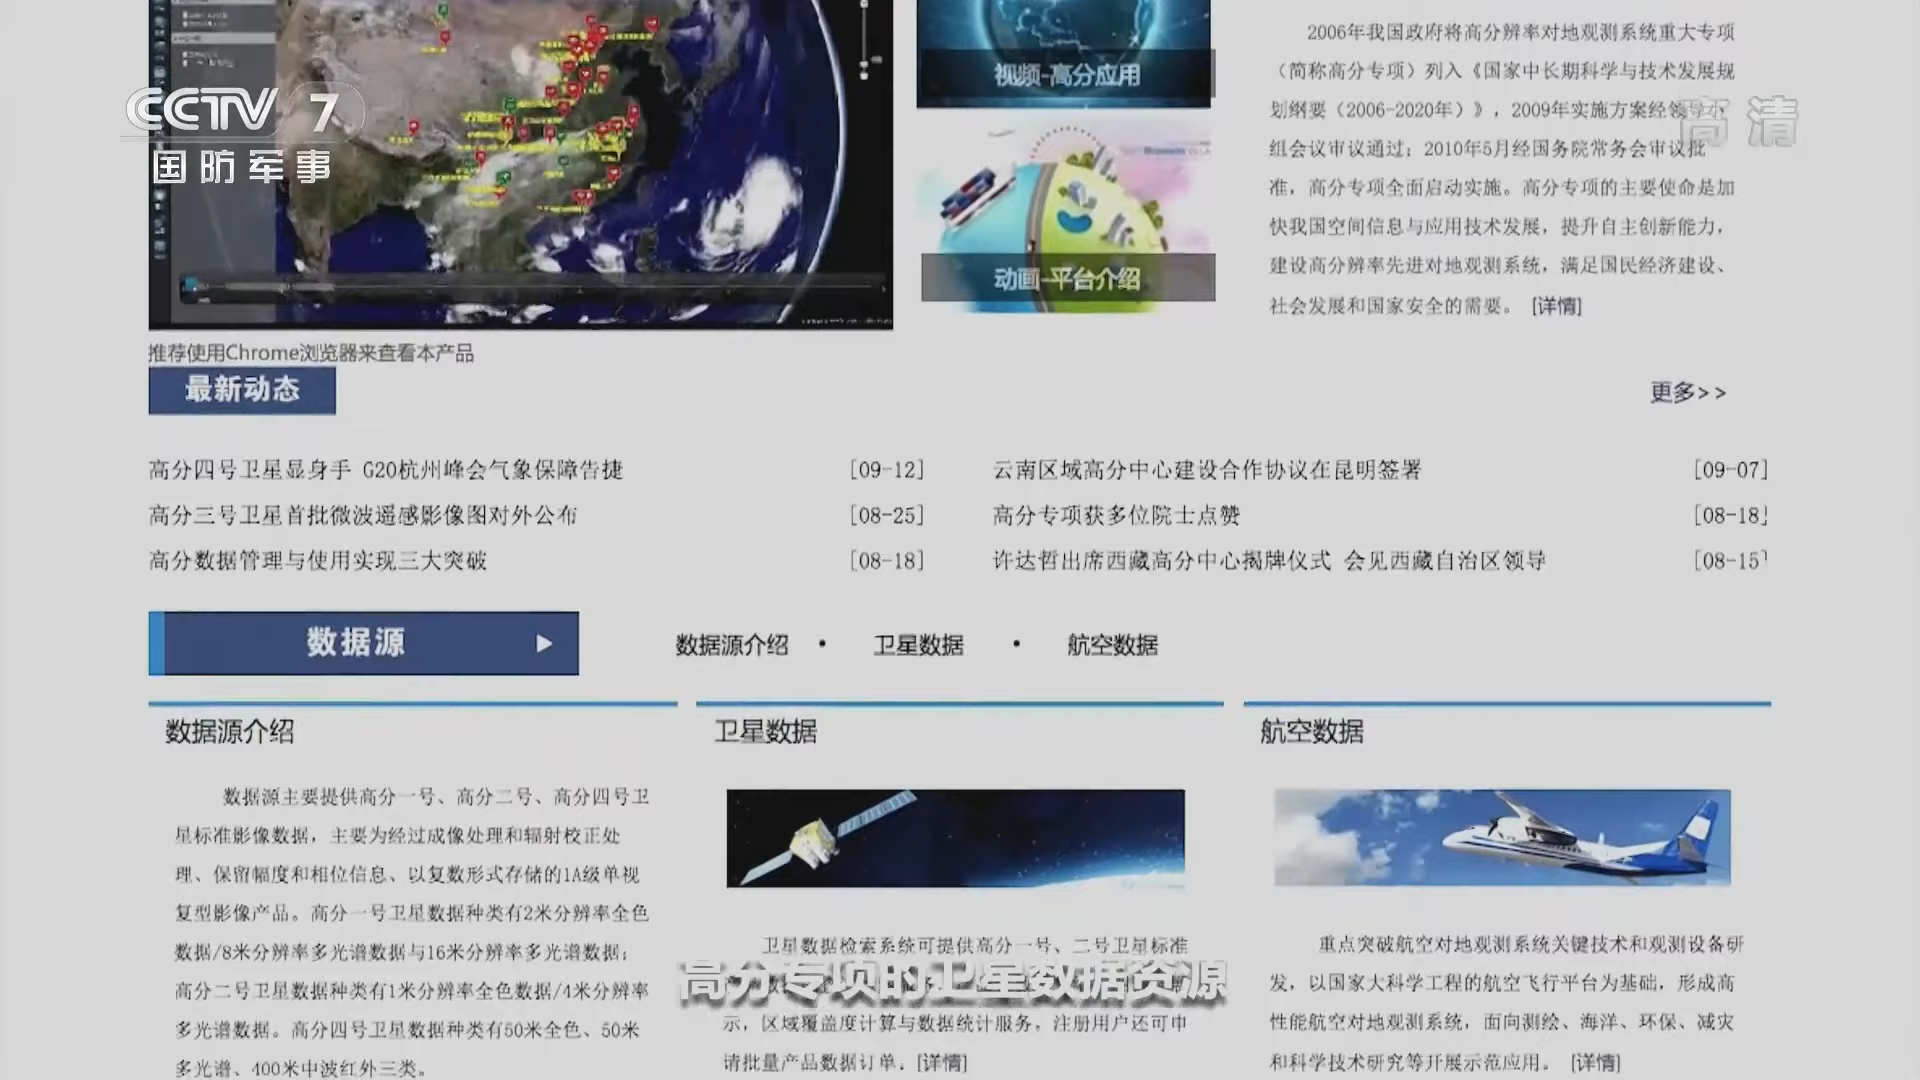 CCTV 7
国防军事
高清
视频-高分应用
动画-平台介绍
2006年我国政府将高分辨率对地观测系统重大专项
（简称高分专项）列入《国家中长期科学与技术发展规
划纲要（2006-2020年）》，2009年实施方案经领导小
组会议审议通过；2010年5月经国务院常务会审议批
准，高分专项全面启动实施。高分专项的主要使命是加
快我国空间信息与应用技术发展，提升自主创新能力，
建设高分辨率先进对地观测系统，满足国民经济建设、
社会发展和国家安全的需要。 [详情]
推荐使用Chrome浏览器来查看本产品
最新动态
更多>>
高分四号卫星显身手 G20杭州峰会气象保障告捷 [09-12]
云南区域高分中心建设合作协议在昆明签署 [09-07]
高分三号卫星首批微波遥感影像图对外公布 [08-25]
高分专项获多位院士点赞 [08-18]
高分数据管理与使用实现三大突破 [08-18]
许达哲出席西藏高分中心揭牌仪式 会见西藏自治区领导 [08-15]
数据源
数据源介绍 · 卫星数据 · 航空数据
数据源介绍
数据源主要提供高分一号、高分二号、高分四号卫
星标准影像数据，主要为经过成像处理和辐射校正处
理、保留幅度和相位信息、以复数形式存储的1A级单视
复型影像产品。高分一号卫星数据种类有2米分辨率全色
数据/8米分辨率多光谱数据与16米分辨率多光谱数据；
高分二号卫星数据种类有1米分辨率全色数据/4米分辨率
多光谱数据。高分四号卫星数据种类有50米全色、50米
多光谱、400米中波红外三类。
卫星数据
卫星数据检索系统可提供高分一号、二号卫星标准
示，区域覆盖度计算与数据统计服务，注册用户还可申
请批量产品数据订单。[详情]
航空数据
重点突破航空对地观测系统关键技术和观测设备研
发，以国家大科学工程的航空飞行平台为基础，形成高
性能航空对地观测系统，面向测绘、海洋、环保、减灾
和科学技术研究等开展示范应用。 [详情]
高分专项的卫星数据资源